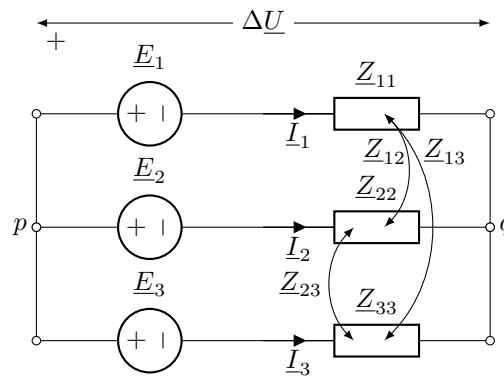 ΔU
+
E1 Z11
+ −
I1 Z12 Z13
E2 Z22
p + − q
I2
Z23
E3 Z33
+ −
I3